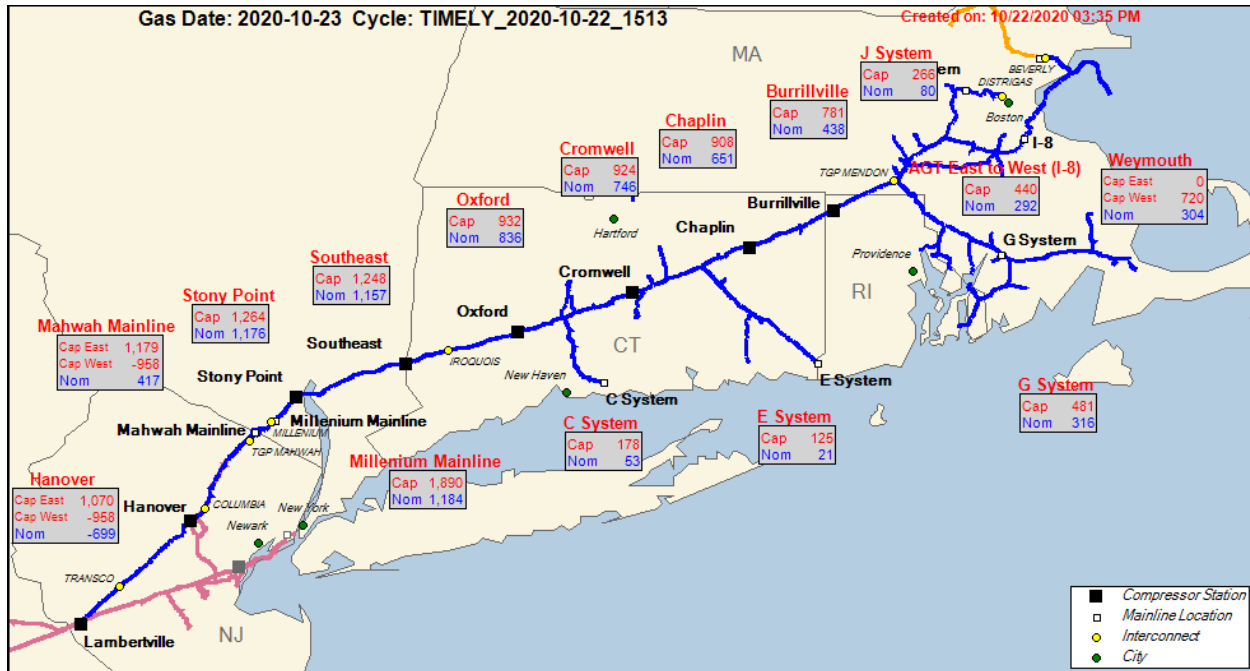 Gas Date: 2020-10-23 Cycle: TIMELY_2020-10-22_1513
Created on: 10/22/2020 03:35 PM
MA
J System
Cap 266
Nom 80
em
DISTRIGAS
Boston
BEVERLY
I-8
Burrillville
Cap 781
Nom 438
Chaplin
Cap 908
Nom 651
Cromwell
Cap 924
Nom 746
TGP MENDON
AGT East to West (I-8)
Cap 440
Nom 292
Weymouth
Cap East 0
Cap West 720
Nom 304
Oxford
Cap 932
Nom 836
Hartford
Burrillville
Chaplin
G System
Providence
Southeast
Cap 1,248
Nom 1,157
Cromwell
RI
Stony Point
Cap 1,264
Nom 1,176
Oxford
Mahwah Mainline
Cap East 1,179
Cap West -958
Nom 417
Southeast
IROQUOIS
CT
New Haven
C System
E System
Stony Point
G System
Cap 481
Nom 316
Millenium Mainline
Mahwah Mainline
MILLENIUM
TGP MAHWAH
C System
Cap 178
Nom 53
E System
Cap 125
Nom 21
Millenium Mainline
Cap 1,890
Nom 1,184
Hanover
Cap East 1,070
Cap West -958
Nom -699
Hanover
COLUMBIA
New York
Newark
TRANSCO
Lambertville
NJ
Compressor Station
Mainline Location
Interconnect
City